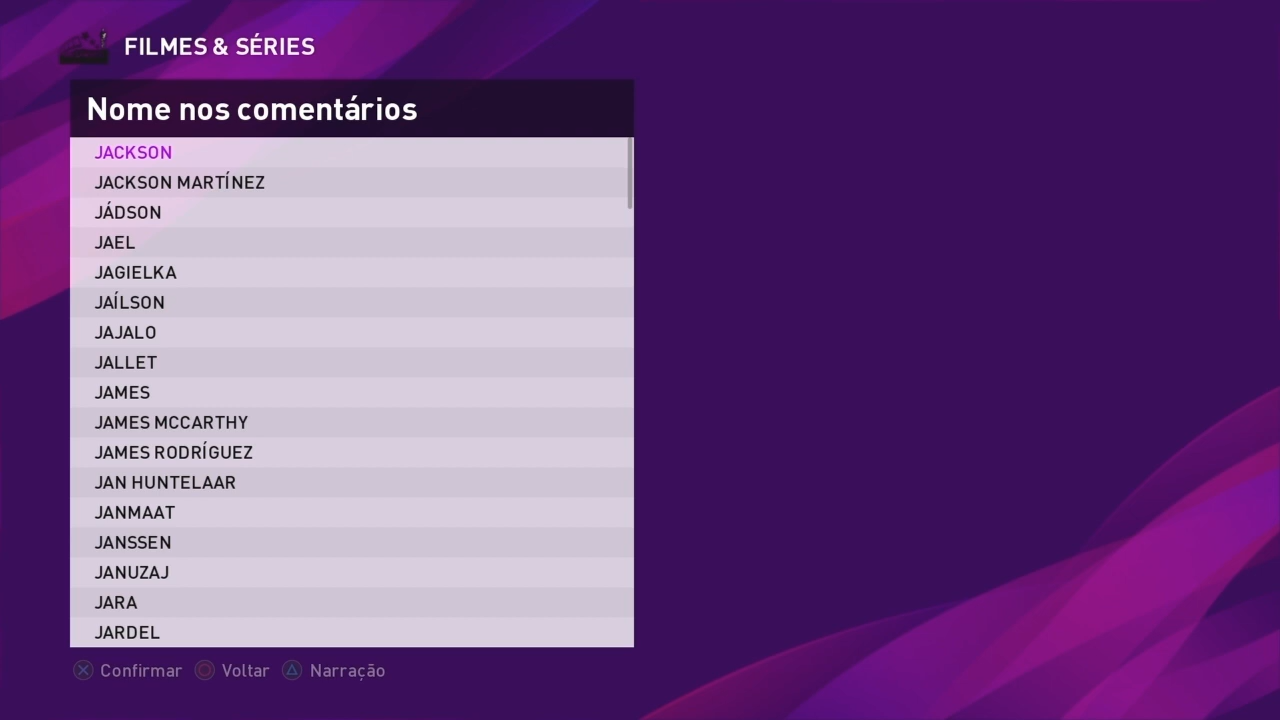 FILMES & SÉRIES
Nome nos comentários
JACKSON
JACKSON MARTÍNEZ
JÁDSON
JAEL
JAGIELKA
JAÍLSON
JAJALO
JALLET
JAMES
JAMES MCCARTHY
JAMES RODRÍGUEZ
JAN HUNTELAAR
JANMAAT
JANSSEN
JANUZAJ
JARA
JARDEL
Confirmar Voltar Narração